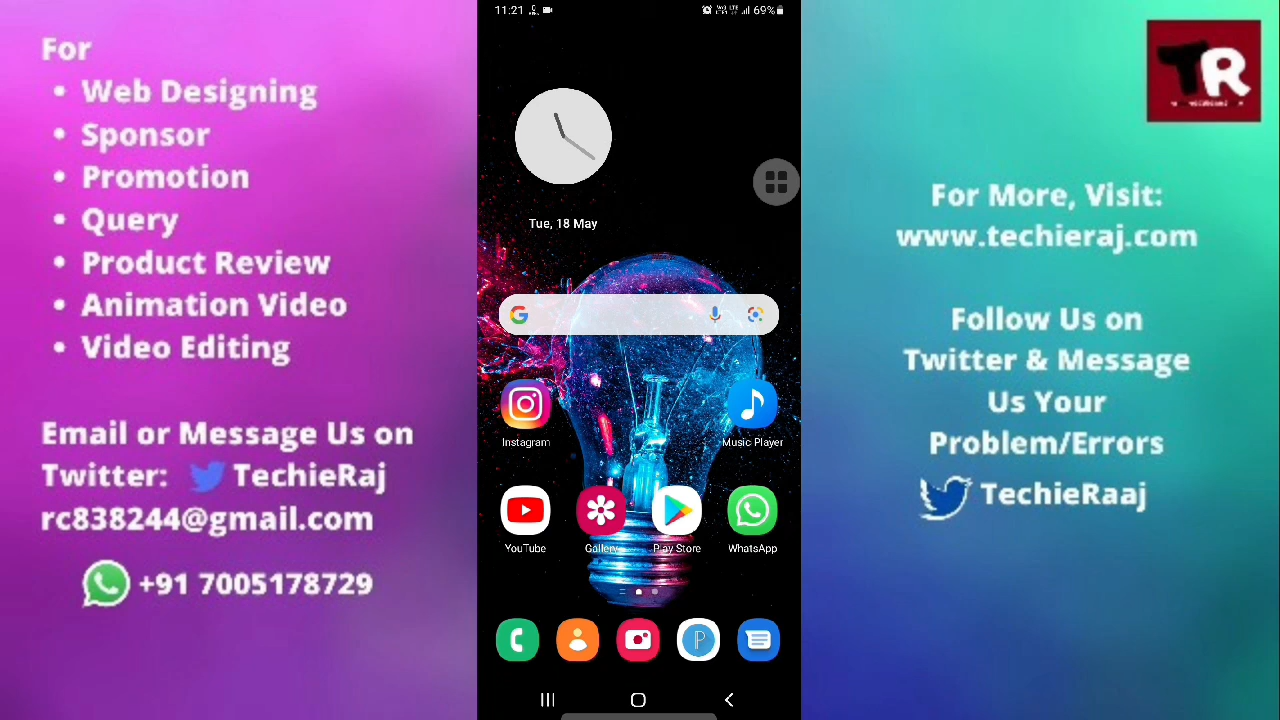 For
• Web Designing
• Sponsor
• Promotion
• Query
• Product Review
• Animation Video
• Video Editing
Email or Message Us on
Twitter: TechieRaj
rc838244@gmail.com
+91 7005178729
11:21
69%
Tue, 18 May
Instagram
Music Player
YouTube
Gallery
Play Store
WhatsApp
TR
For More, Visit:
www.techieraj.com
Follow Us on
Twitter & Message
Us Your
Problem/Errors
TechieRaaj